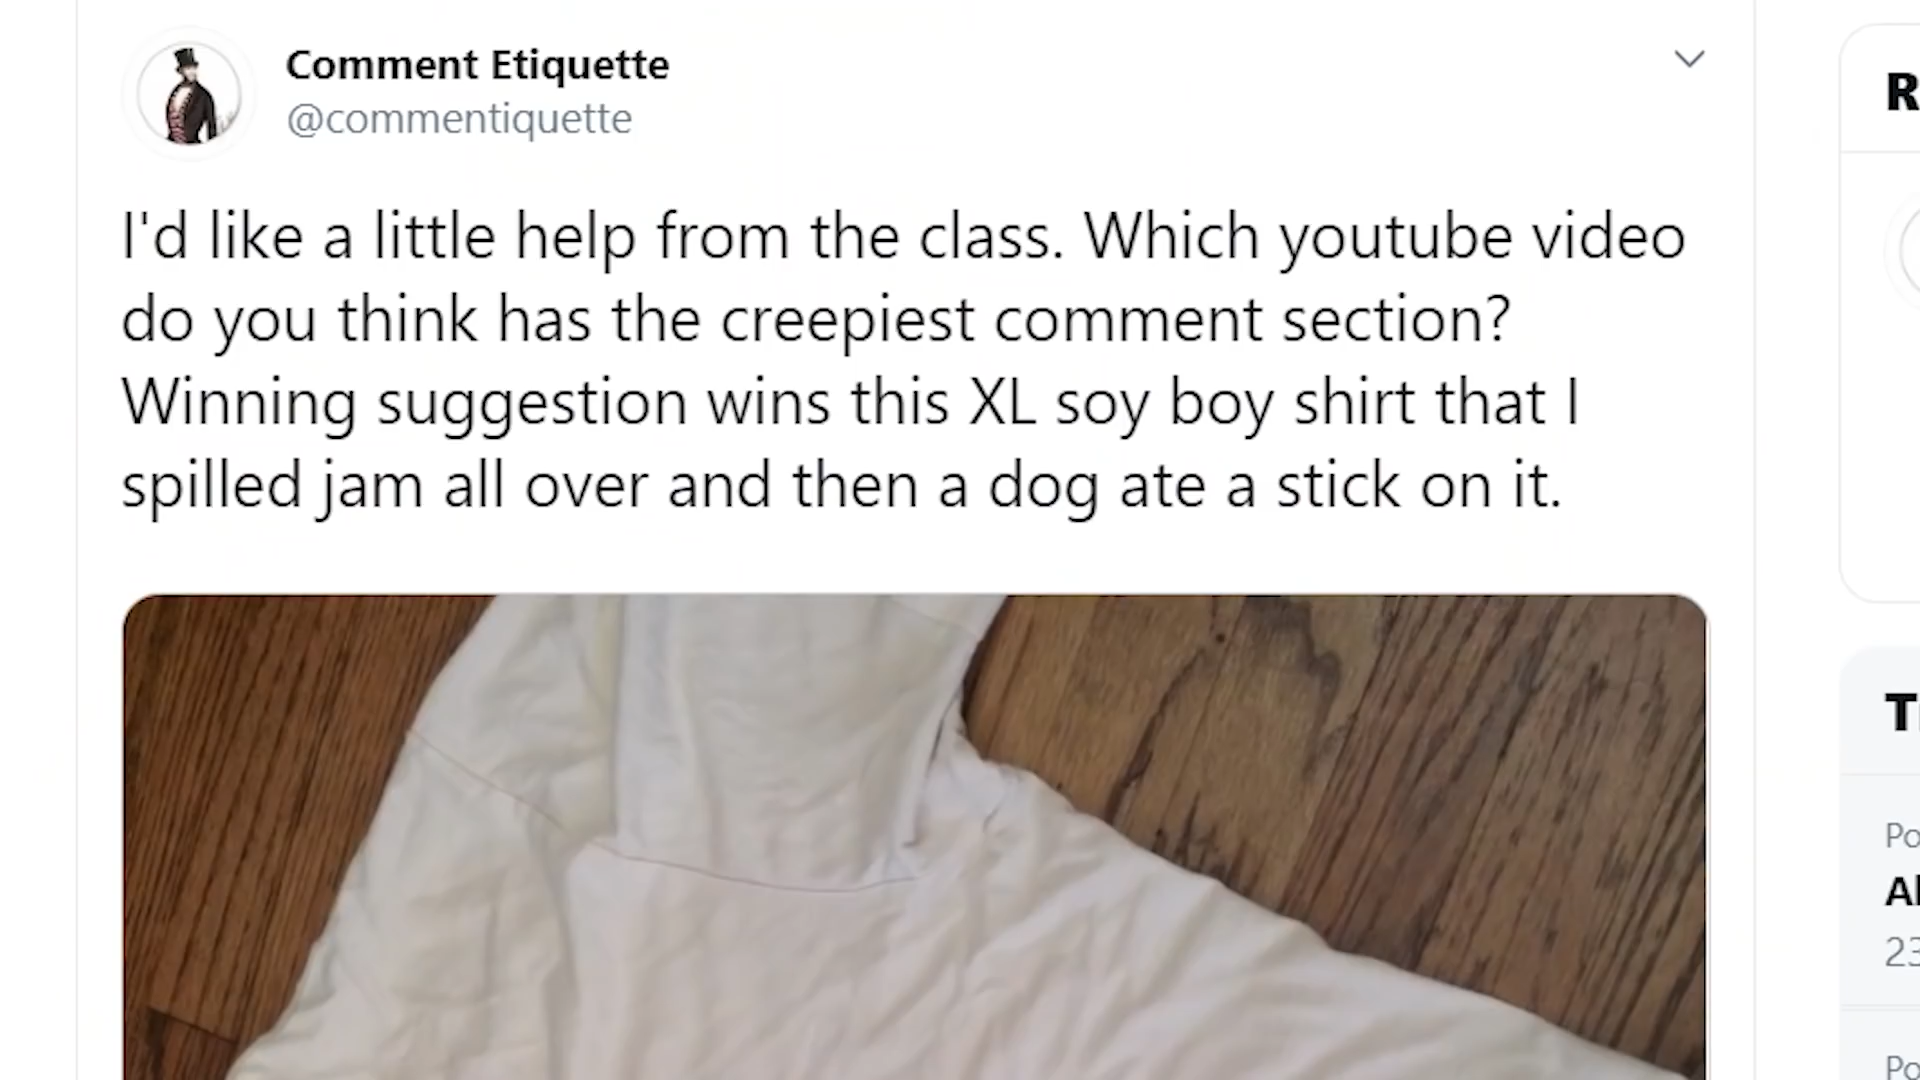 Comment Etiquette
@commentiquette
I'd like a little help from the class. Which youtube video
do you think has the creepiest comment section?
Winning suggestion wins this XL soy boy shirt that I
spilled jam all over and then a dog ate a stick on it.